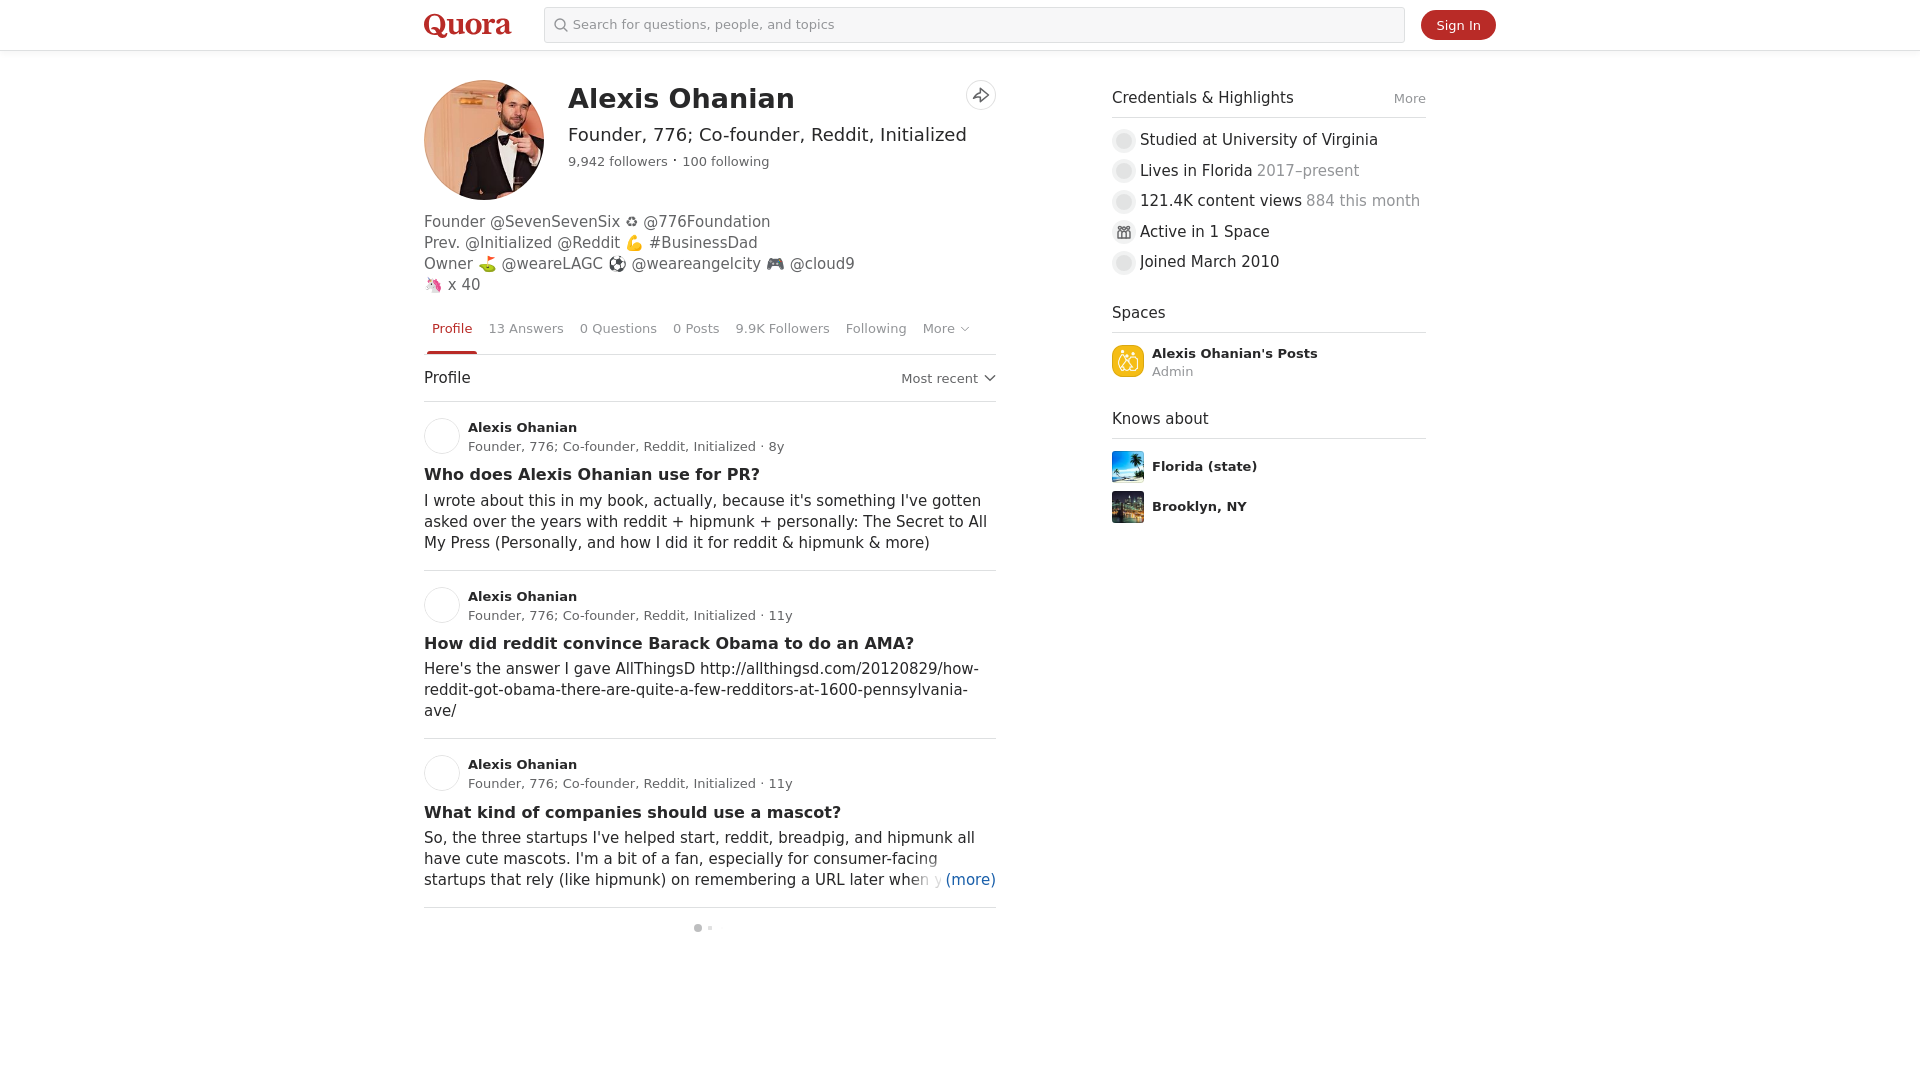 Quora
Search for questions, people, and topics
Sign In
Alexis Ohanian
Founder, 776; Co-founder, Reddit, Initialized
9,942 followers · 100 following
Founder @SevenSevenSix ♻ @776Foundation
Prev. @Initialized @Reddit 💪 #BusinessDad
Owner ⛳ @weareLAGC ⚽ @weareangelcity 🎮 @cloud9
🦄 x 40
Profile
13 Answers
0 Questions
0 Posts
9.9K Followers
Following
More
Profile
Most recent
Alexis Ohanian
Founder, 776; Co-founder, Reddit, Initialized · 8y
Who does Alexis Ohanian use for PR?
I wrote about this in my book, actually, because it's something I've gotten
asked over the years with reddit + hipmunk + personally: The Secret to All
My Press (Personally, and how I did it for reddit & hipmunk & more)
Alexis Ohanian
Founder, 776; Co-founder, Reddit, Initialized · 11y
How did reddit convince Barack Obama to do an AMA?
Here's the answer I gave AllThingsD http://allthingsd.com/20120829/how-
reddit-got-obama-there-are-quite-a-few-redditors-at-1600-pennsylvania-
ave/
Alexis Ohanian
Founder, 776; Co-founder, Reddit, Initialized · 11y
What kind of companies should use a mascot?
So, the three startups I've helped start, reddit, breadpig, and hipmunk all
have cute mascots. I'm a bit of a fan, especially for consumer-facing
startups that rely (like hipmunk) on remembering a URL later when (more)
Credentials & Highlights
More
Studied at University of Virginia
Lives in Florida 2017–present
121.4K content views 884 this month
Active in 1 Space
Joined March 2010
Spaces
Alexis Ohanian's Posts
Admin
Knows about
Florida (state)
Brooklyn, NY